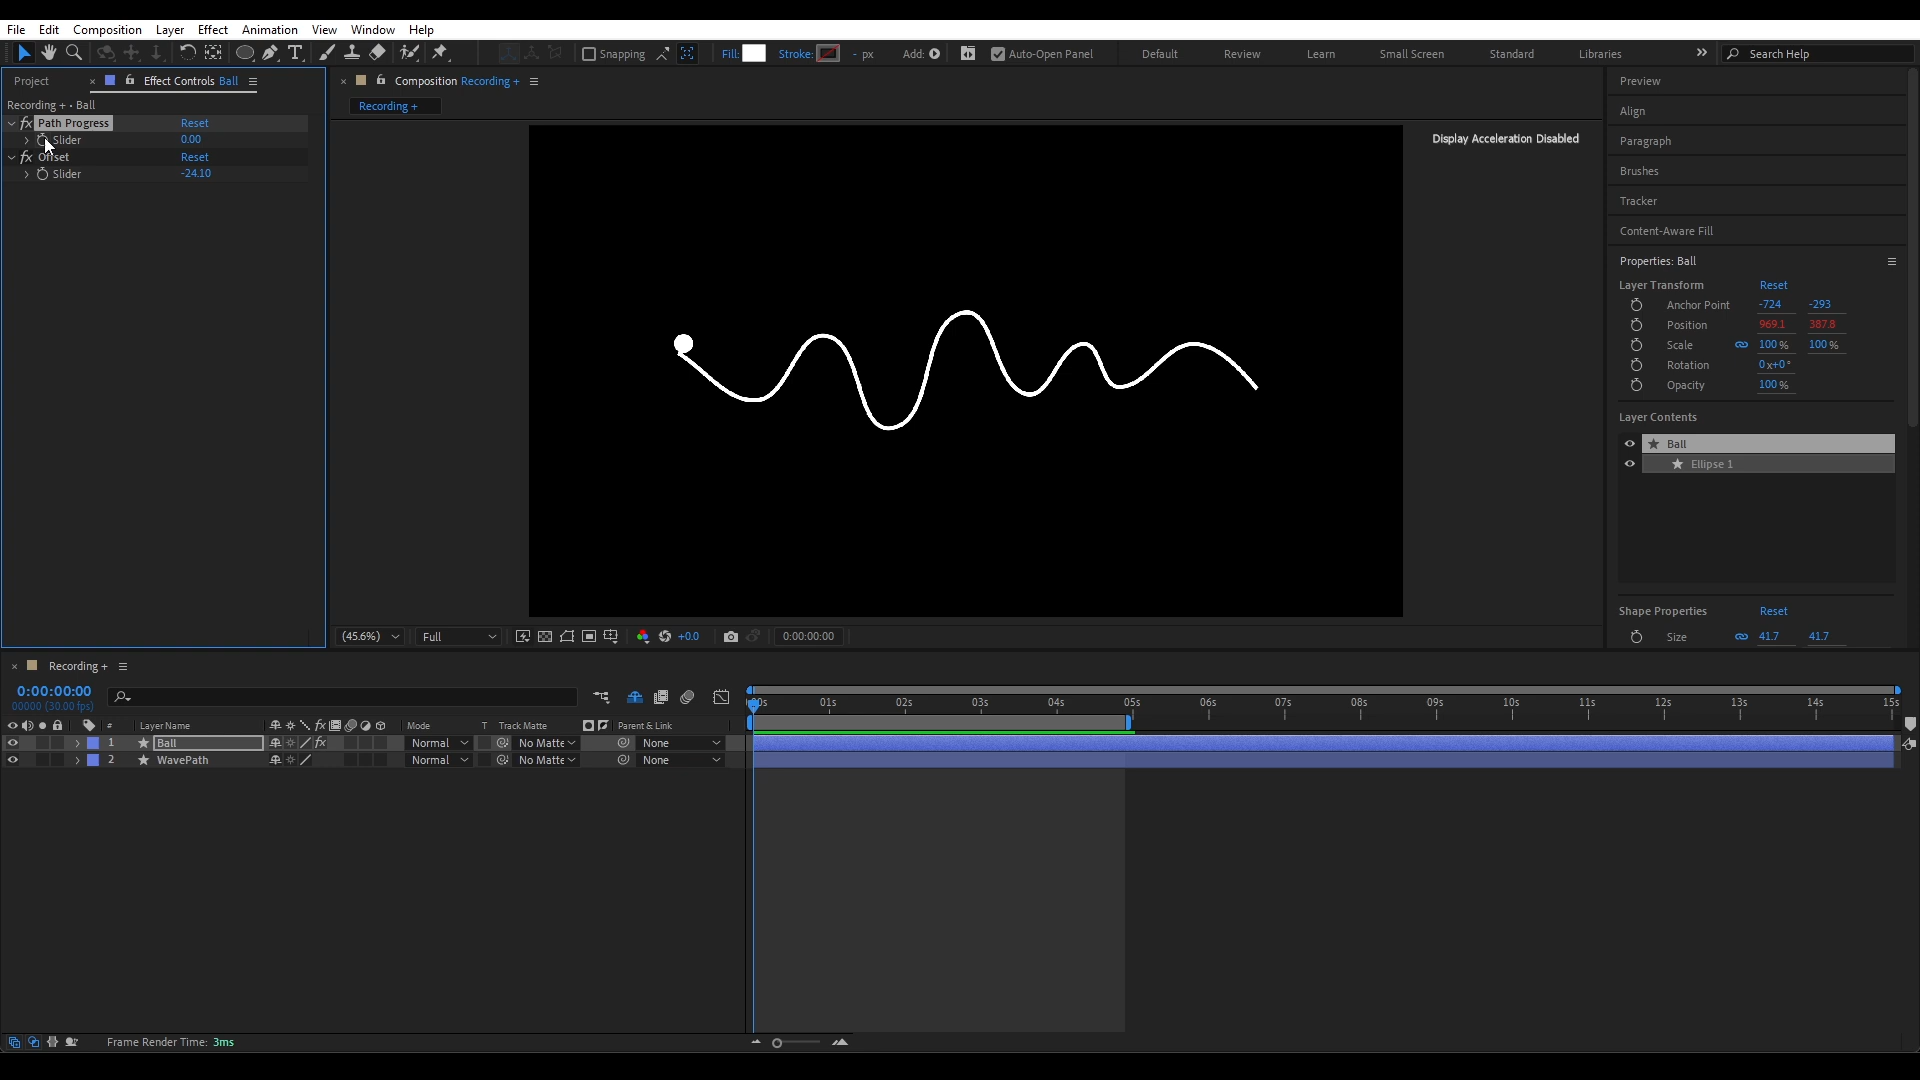 File Edit Composition Layer Effect Animation View Window Help
Snapping Fill: Stroke: - px Add: Auto-Open Panel Default Review Learn Small Screen Standard Libraries Search Help
Project Effect Controls Ball
Recording + • Ball
fx Path Progress Reset
Slider 0.00
fx Offset Reset
Slider -24.10
Composition Recording +
Recording +
Display Acceleration Disabled
(45.6%) Full +0.0 0:00:00:00
Preview
Align
Paragraph
Brushes
Tracker
Content-Aware Fill
Properties: Ball
Layer Transform Reset
Anchor Point -724 -293
Position 969.1 387.8
Scale 100 % 100 %
Rotation 0x+0°
Opacity 100 %
Layer Contents
Ball
Ellipse 1
Shape Properties Reset
Size 41.7 41.7
Recording +
0:00:00:00
00000 (30.00 fps)
# Layer Name fx Mode T Track Matte Parent & Link
1 Ball fx Normal No Matte None
2 WavePath Normal No Matte None
01s 02s 03s 04s 05s 06s 07s 08s 09s 10s 11s 12s 13s 14s 15s
Frame Render Time: 3ms